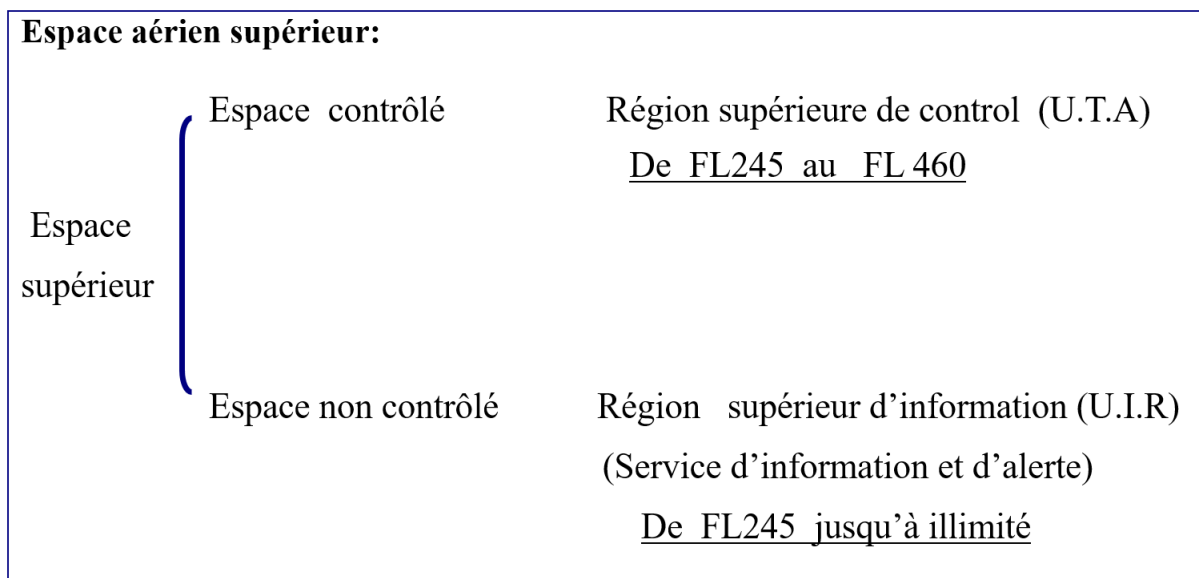 Espace aérien supérieur:
Espace contrôlé Région supérieure de control (U.T.A)
De FL245 au FL 460
Espace
supérieur
Espace non contrôlé Région supérieur d’information (U.I.R)
(Service d’information et d’alerte)
De FL245 jusqu’à illimité